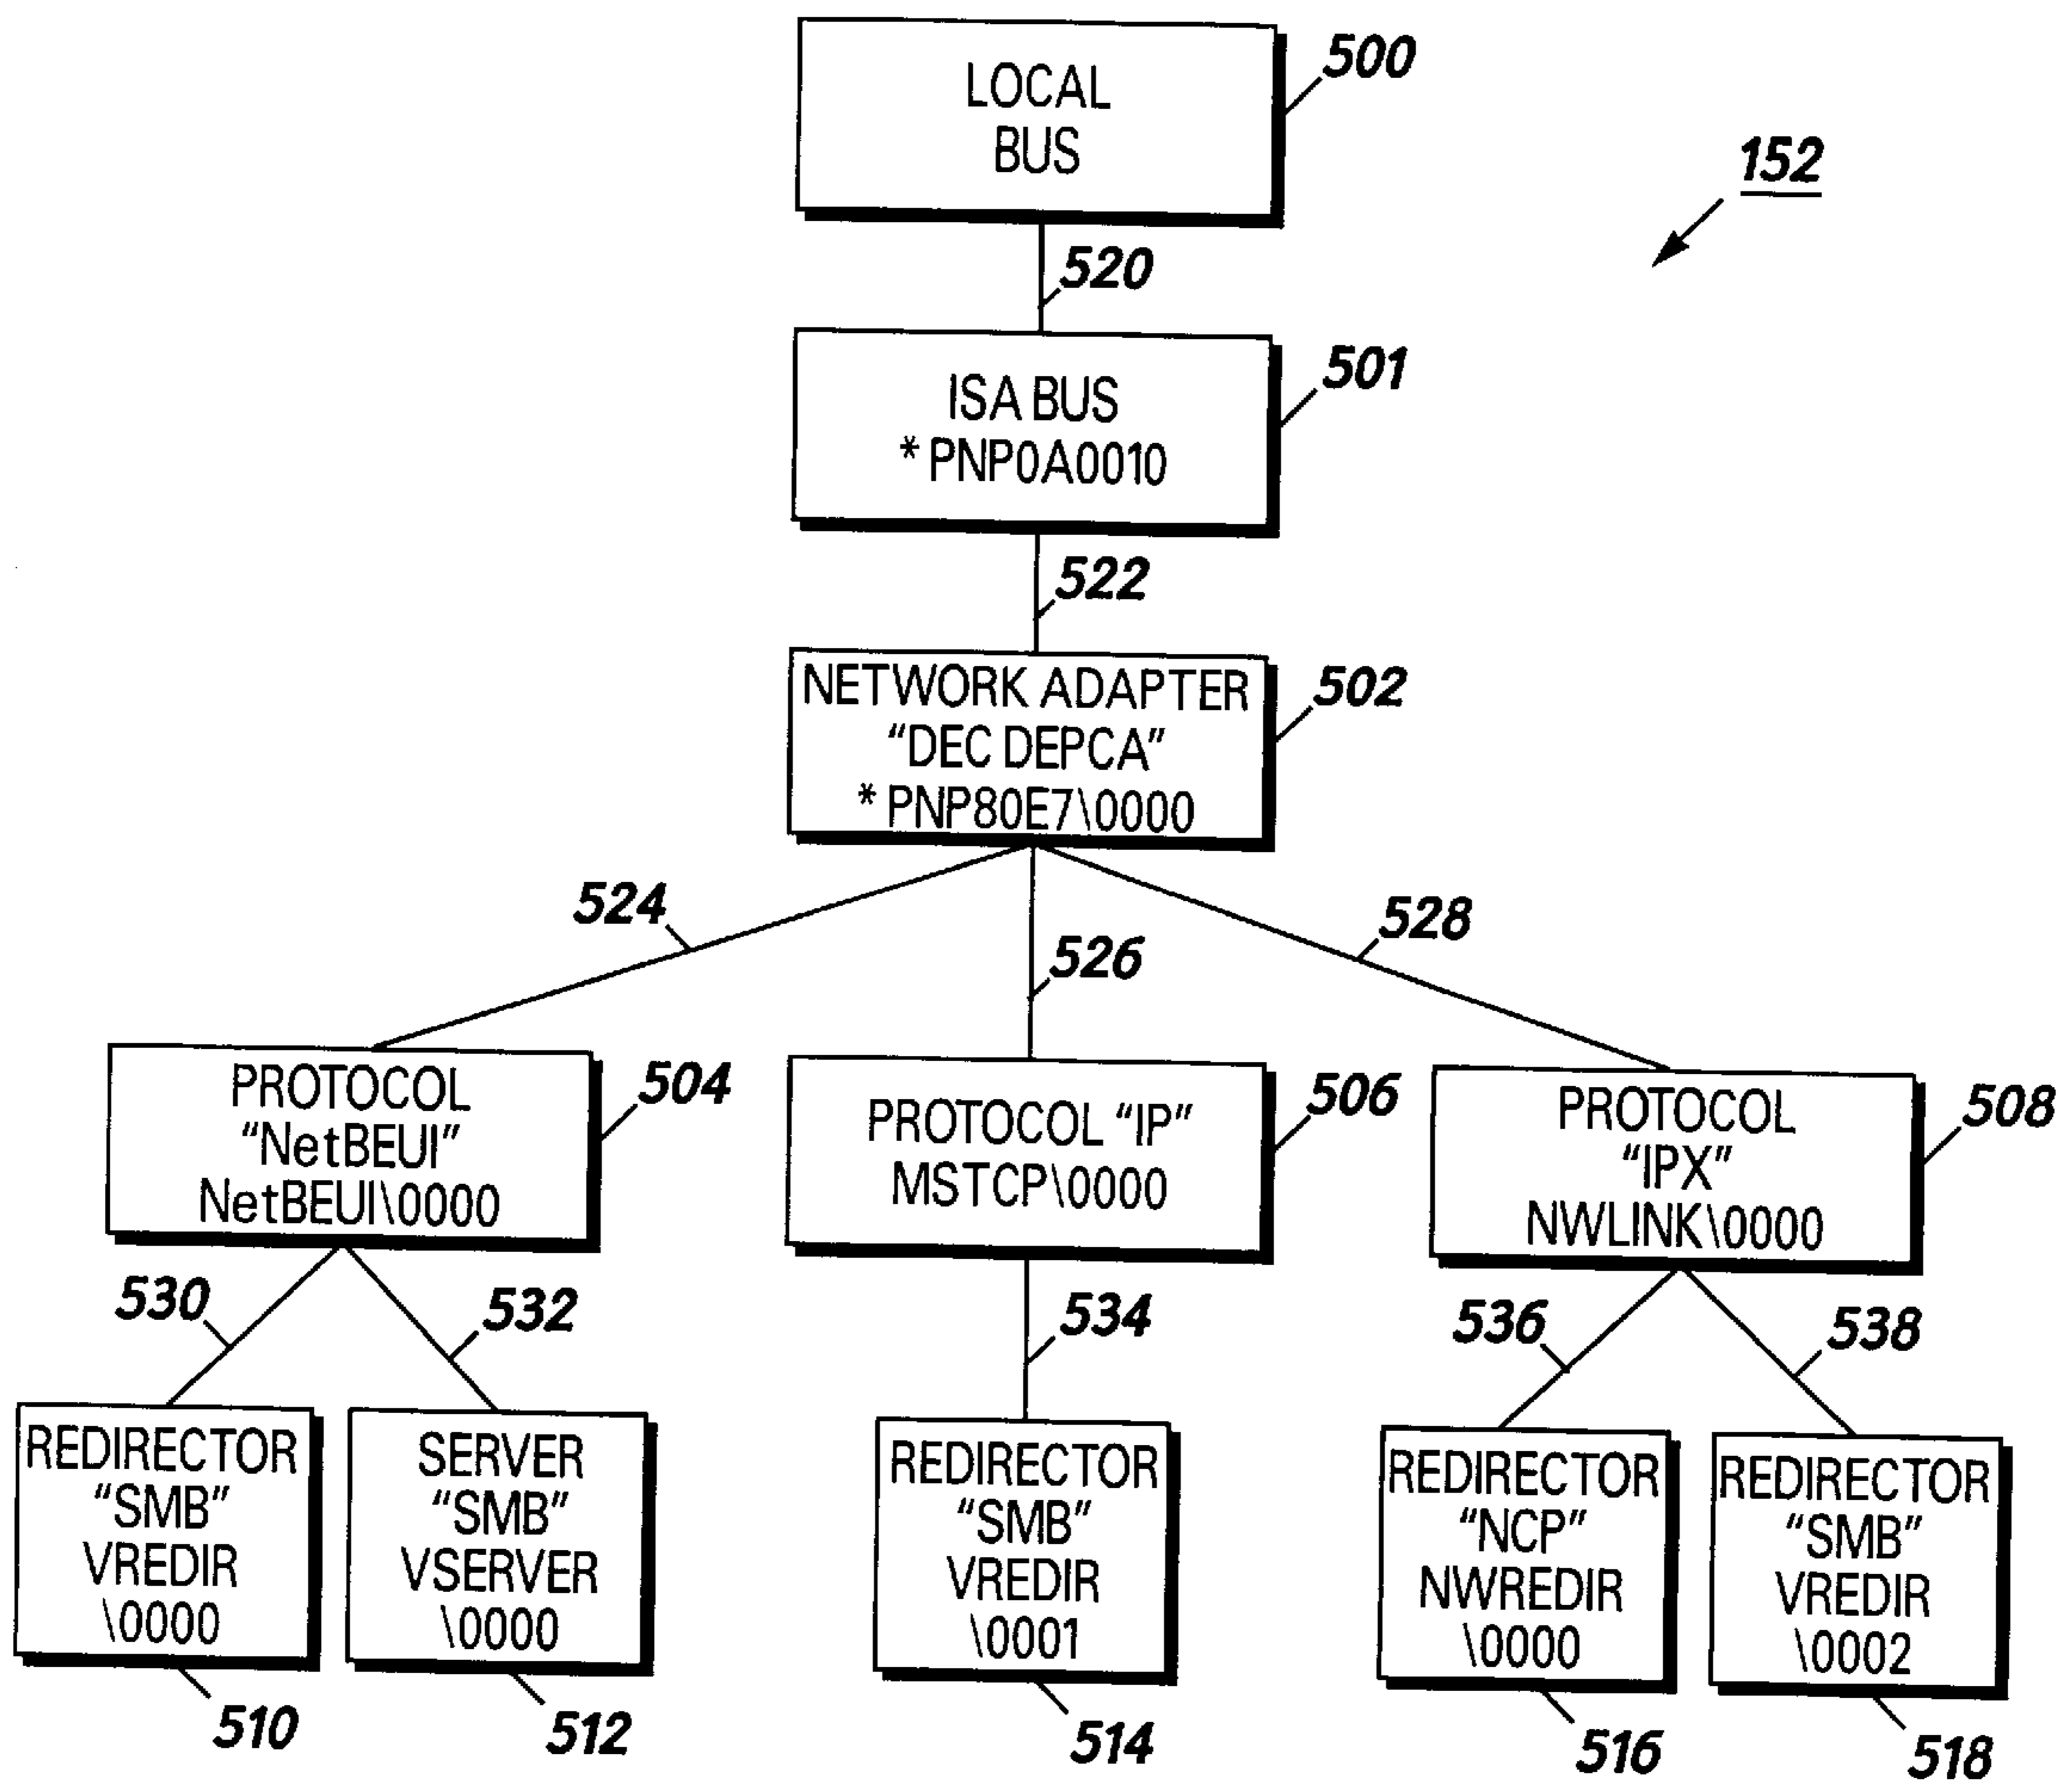 LOCAL
BUS
500
152
520
ISA BUS
* PNP0A0010
501
522
NETWORK ADAPTER
“DEC DEPCA”
* PNP80E7\0000
502
524
526
528
PROTOCOL
“NetBEUI”
NetBEUI\0000
504
PROTOCOL “IP”
MSTCP\0000
506
PROTOCOL
“IPX”
NWLINK\0000
508
530
532
534
536
538
REDIRECTOR
“SMB”
VREDIR
\0000
510
SERVER
“SMB”
VSERVER
\0000
512
REDIRECTOR
“SMB”
VREDIR
\0001
514
REDIRECTOR
“NCP”
NWREDIR
\0000
516
REDIRECTOR
“SMB”
VREDIR
\0002
518